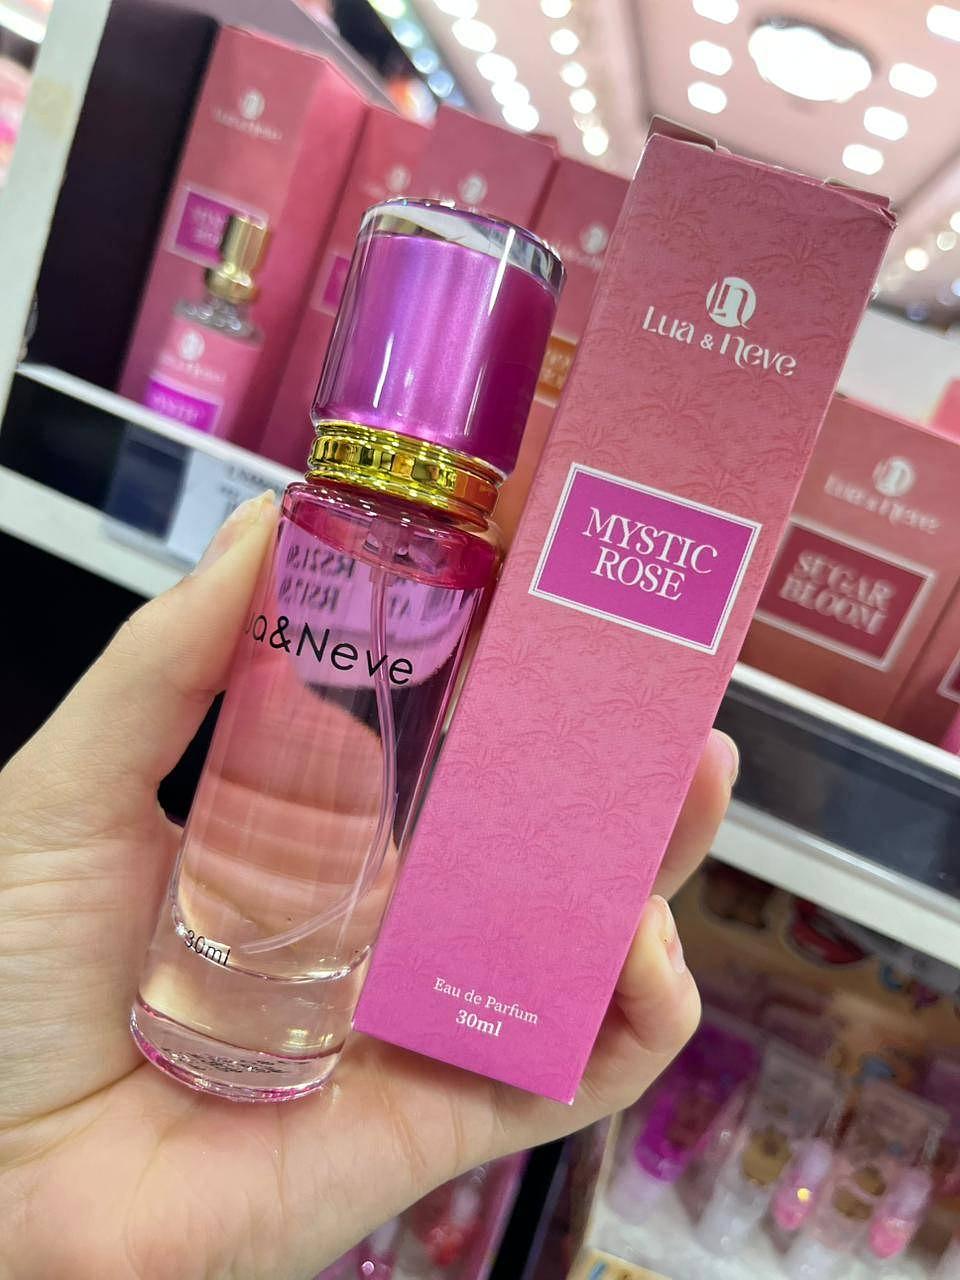 Lua & Neve
MYSTIC
ROSE
Eau de Parfum
30ml
ua&Neve
30ml
Lua & Neve
SUGAR
BLOOM